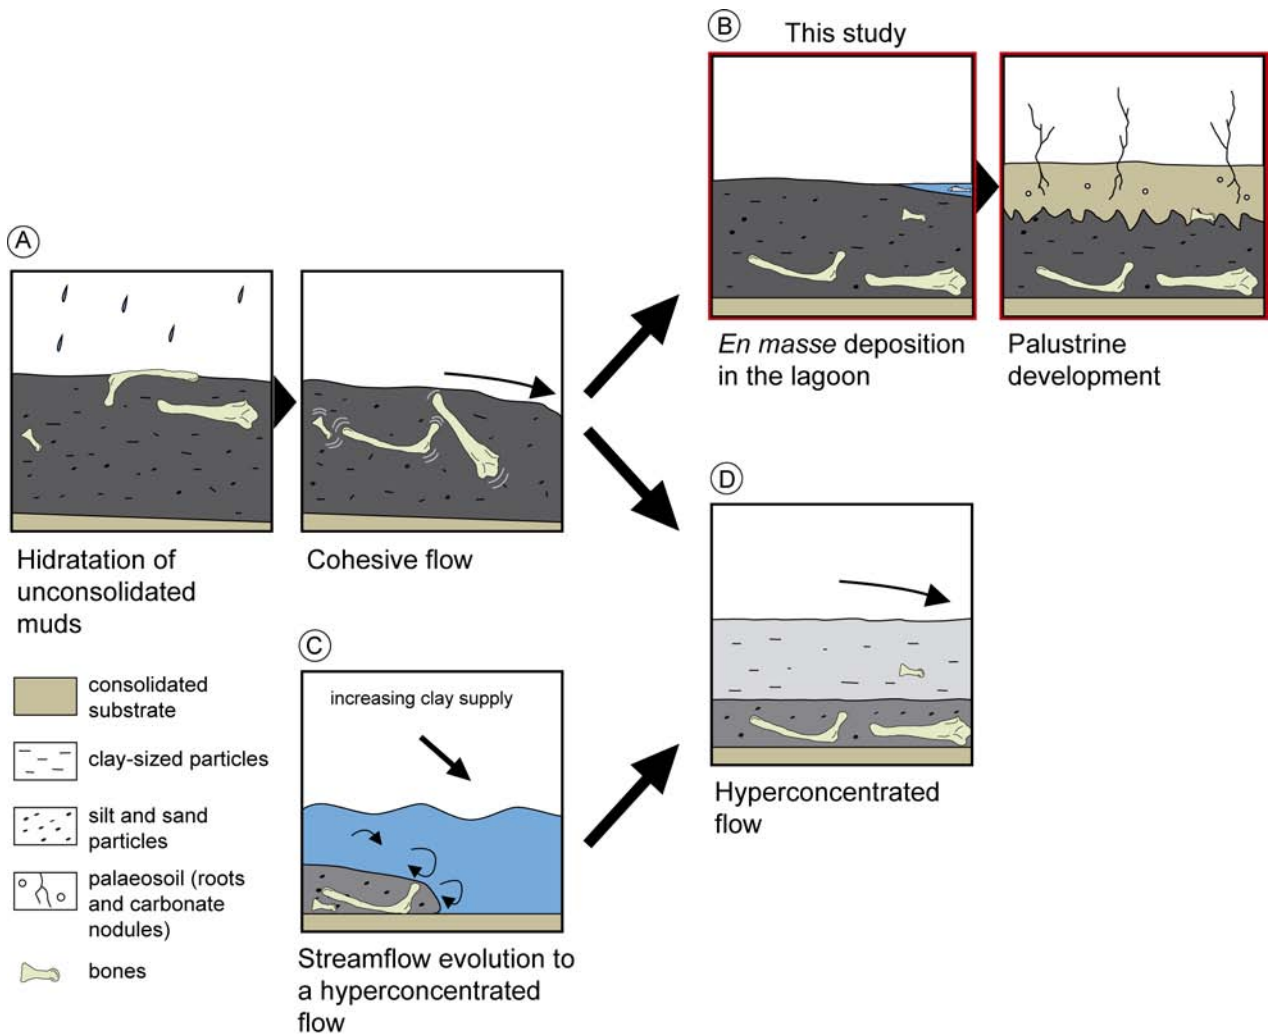 B
This study
A
En masse deposition
in the lagoon
Palustrine
development
D
Hidratation of
unconsolidated
muds
Cohesive flow
C
increasing clay supply
consolidated
substrate
clay-sized particles
silt and sand
particles
palaeosoil (roots
and carbonate
nodules)
bones
Hyperconcentrated
flow
Streamflow evolution to
a hyperconcentrated
flow